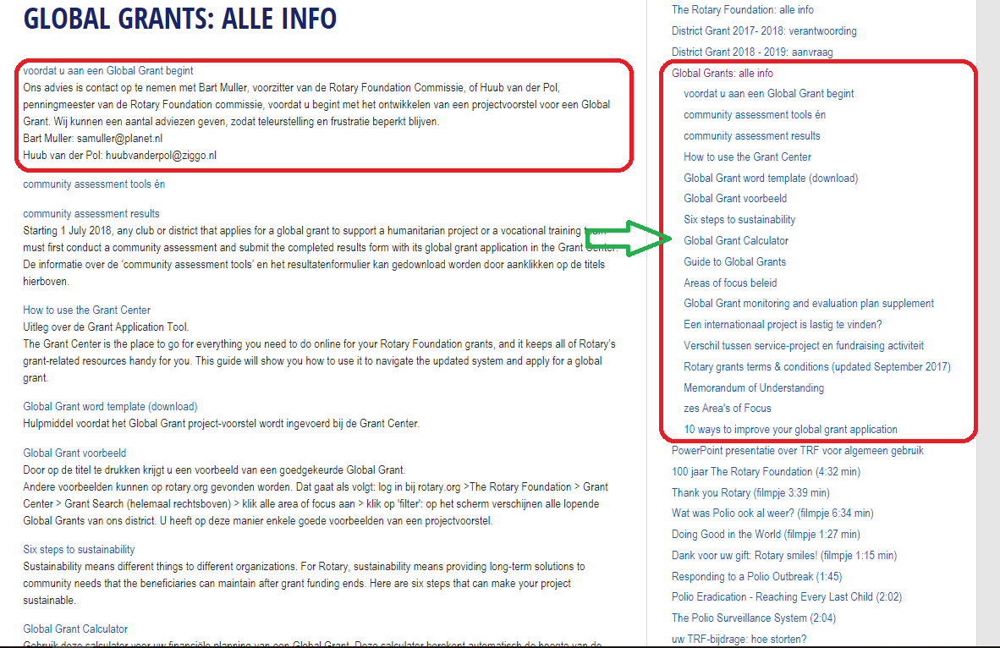 GLOBAL GRANTS: ALLE INFO
voordat u aan een Global Grant begint
Ons advies is contact op te nemen met Bart Muller, voorzitter van de Rotary Foundation Commissie, of Huub van der Pol,
penningmeester van de Rotary Foundation commissie, voordat u begint met het ontwikkelen van een projectvoorstel voor een Global
Grant. Wij kunnen een aantal adviezen geven, zodat teleurstelling en frustratie beperkt blijven.
Bart Muller: samuller@planet.nl
Huub van der Pol: huubvanderpol@ziggo.nl
community assessment tools én
community assessment results
Starting 1 July 2018, any club or district that applies for a global grant to support a humanitarian project or a vocational training team
must first conduct a community assessment and submit the completed results form with its global grant application in the Grant Center.
De informatie over de 'community assessment tools' en het resultatenformulier kan gedownload worden door aanklikken op de titels
hierboven.
How to use the Grant Center
Uitleg over de Grant Application Tool.
The Grant Center is the place to go for everything you need to do online for your Rotary Foundation grants, and it keeps all of Rotary's
grant-related resources handy for you. This guide will show you how to use it to navigate the updated system and apply for a global
grant.
Global Grant word template (download)
Hulpmiddel voordat het Global Grant project-voorstel wordt ingevoerd bij de Grant Center.
Global Grant voorbeeld
Door op de titel te drukken krijgt u een voorbeeld van een goedgekeurde Global Grant.
Andere voorbeelden kunnen op rotary.org gevonden worden. Dat gaat als volgt: log in bij rotary.org >The Rotary Foundation > Grant
Center > Grant Search (helemaal rechtsboven) > klik alle area of focus aan > klik op 'filter': op het scherm verschijnen alle lopende
Global Grants van ons district. U heeft op deze manier enkele goede voorbeelden van een projectvoorstel.
Six steps to sustainability
Sustainability means different things to different organizations. For Rotary, sustainability means providing long-term solutions to
community needs that the beneficiaries can maintain after grant funding ends. Here are six steps that can make your project
sustainable.
Global Grant Calculator
Gebruik deze calculator voor uw financiële planning van een Global Grant. Deze calculator berekent automatisch de hoogte van de
The Rotary Foundation: alle info
District Grant 2017- 2018: verantwoording
District Grant 2018 - 2019: aanvraag
Global Grants: alle info
voordat u aan een Global Grant begint
community assessment tools én
community assessment results
How to use the Grant Center
Global Grant word template (download)
Global Grant voorbeeld
Six steps to sustainability
Global Grant Calculator
Guide to Global Grants
Areas of focus beleid
Global Grant monitoring and evaluation plan supplement
Een internationaal project is lastig te vinden?
Verschil tussen service-project en fundraising activiteit
Rotary grants terms & conditions (updated September 2017)
Memorandum of Understanding
zes Area's of Focus
10 ways to improve your global grant application
PowerPoint presentatie over TRF voor algemeen gebruik
100 jaar The Rotary Foundation (4:32 min)
Thank you Rotary (filmpje 3:39 min)
Wat was Polio ook al weer? (filmpje 6:34 min)
Doing Good in the World (filmpje 1:27 min)
Dank voor uw gift: Rotary smiles! (filmpje 1:15 min)
Responding to a Polio Outbreak (1:45)
Polio Eradication - Reaching Every Last Child (2:02)
The Polio Surveillance System (2:04)
uw TRF-bijdrage: hoe storten?